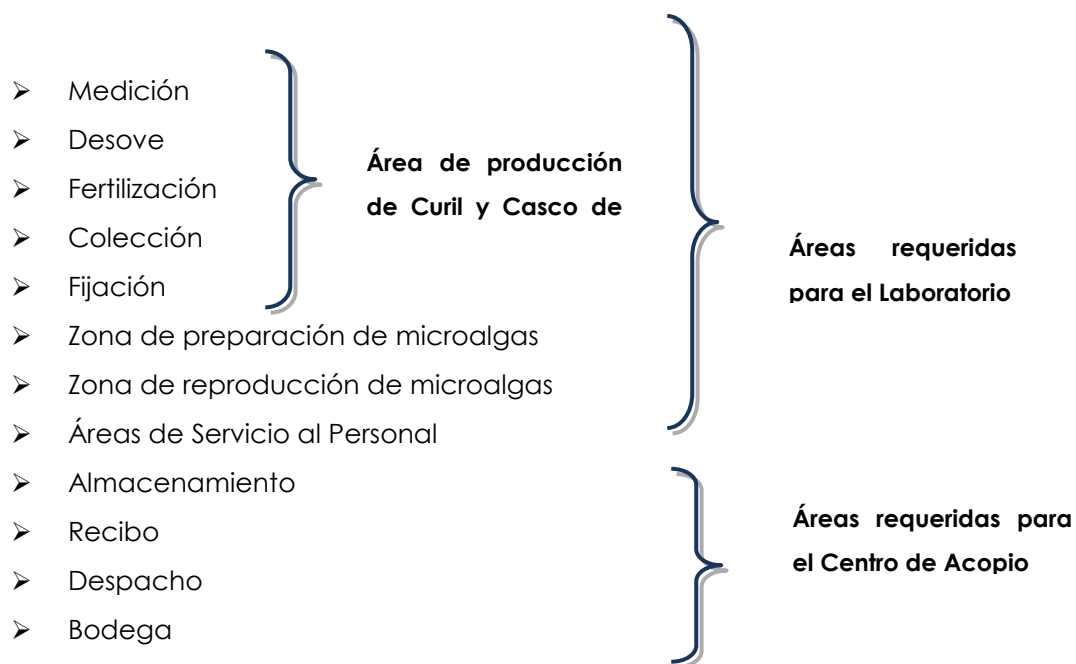 ➢ Medición
➢ Desove
➢ Fertilización
➢ Colección
➢ Fijación
➢ Zona de preparación de microalgas
➢ Zona de reproducción de microalgas
➢ Áreas de Servicio al Personal
➢ Almacenamiento
➢ Recibo
➢ Despacho
➢ Bodega
Área de producción
de Curil y Casco de
Áreas requeridas
para el Laboratorio
Áreas requeridas para
el Centro de Acopio